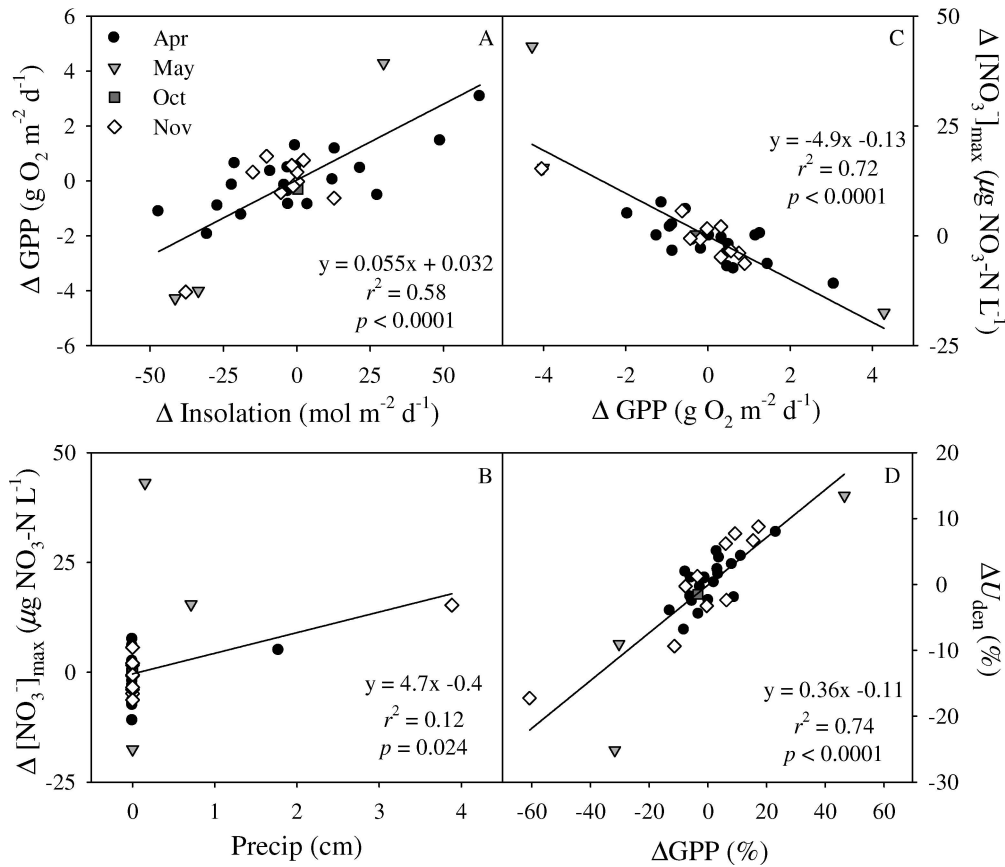 A
Apr
May
Oct
Nov
6
4
2
0
-2
-4
-6
Δ GPP (g O₂ m⁻² d⁻¹)
y = 0.055x + 0.032
r² = 0.58
p < 0.0001
-50
-25
0
25
50
Δ Insolation (mol m⁻² d⁻¹)
C
50
25
0
-25
Δ [NO₃⁻]max (µg NO₃-N L⁻¹)
y = -4.9x -0.13
r² = 0.72
p < 0.0001
-4
-2
0
2
4
Δ GPP (g O₂ m⁻² d⁻¹)
B
50
25
0
-25
Δ [NO₃⁻]max (µg NO₃-N L⁻¹)
y = 4.7x -0.4
r² = 0.12
p = 0.024
0
1
2
3
4
Precip (cm)
D
20
10
0
-10
-20
-30
ΔUden (%)
y = 0.36x -0.11
r² = 0.74
p < 0.0001
-60
-40
-20
0
20
40
60
ΔGPP (%)